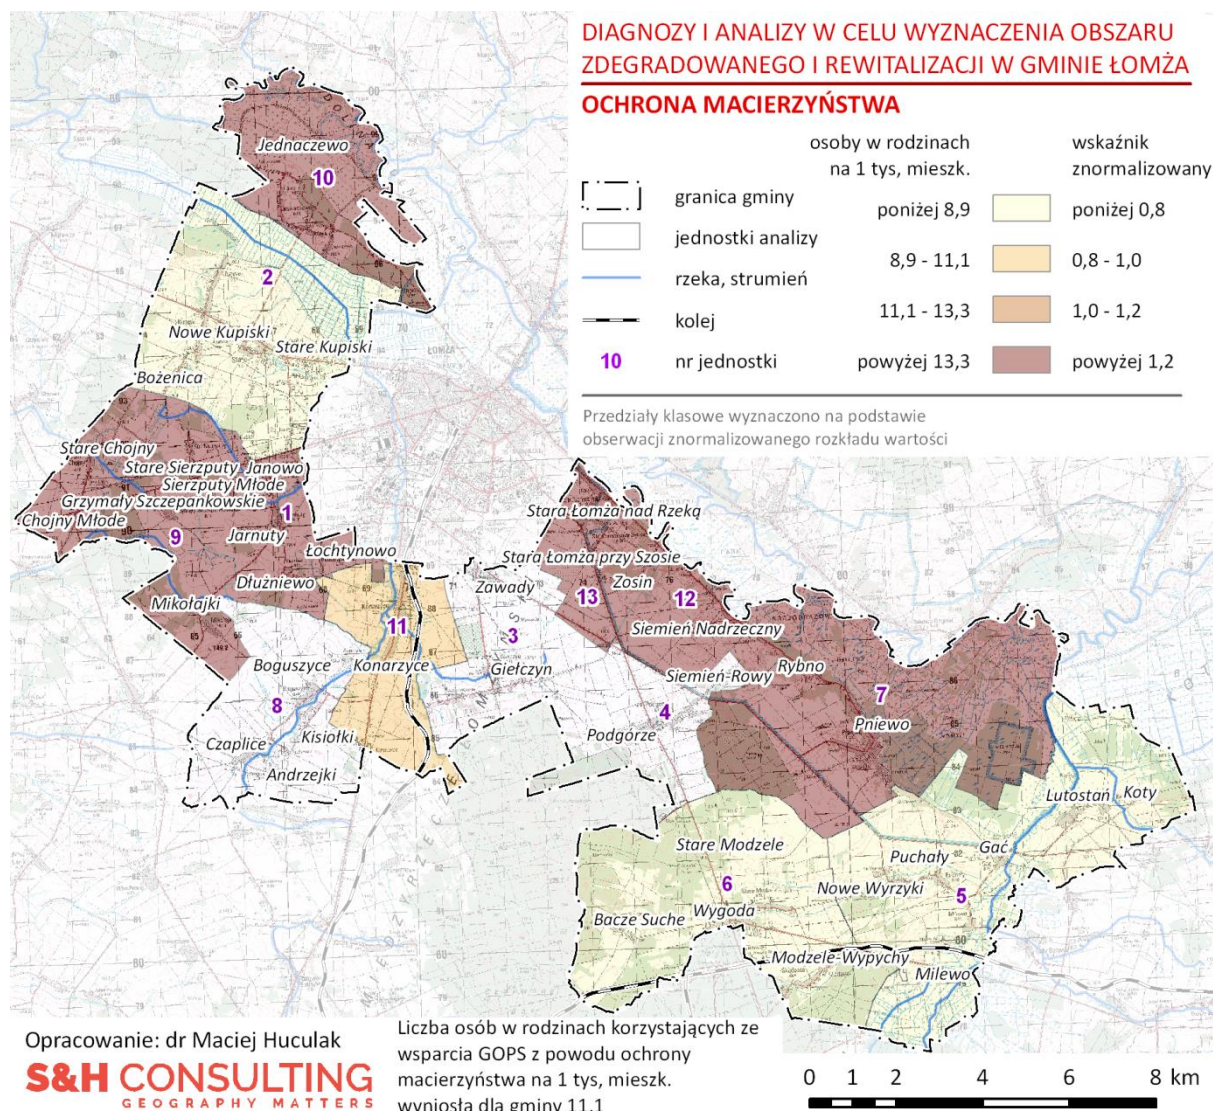 DIAGNOZY I ANALIZY W CELU WYZNACZENIA OBSZARU
ZDEGRADOWANEGO I REWITALIZACJI W GMINIE ŁOMŻA
OCHRONA MACIERZYŃSTWA
osoby w rodzinach
na 1 tys, mieszk.
wskaźnik
znormalizowany
granica gminy
jednostki analizy
rzeka, strumień
kolej
10 nr jednostki
poniżej 8,9 poniżej 0,8
8,9 - 11,1 0,8 - 1,0
11,1 - 13,3 1,0 - 1,2
powyżej 13,3 powyżej 1,2
Przedziały klasowe wyznaczono na podstawie
obserwacji znormalizowanego rozkładu wartości
Jednaczewo
10
2
Nowe Kupiski
Stare Kupiski
ŁOMŻA
Bożenica
Stare Chojny
Stare Sierzputy Janowo
Sierzputy Młode
Grzymały Szczepankowskie
1
Chojny Młode
9
Jarnuty
Łochtynowo
Dłużniewo
Mikołajki
11
Boguszyce
Konarzyce
8
Czaplice
Kisiołki
Andrzejki
Zawady
3
Giełczyn
Stara Łomża nad Rzeką
Stara Łomża przy Szosie
Zosin
13
12
Siemień Nadrzeczny
Siemień-Rowy
Rybno
7
4
Pniewo
Podgórze
Lutostań
Koty
Stare Modzele
Puchały
Gać
6
Nowe Wyrzyki
5
Bacze Suche
Wygoda
Modzele-Wypychy
Milewo
Opracowanie: dr Maciej Huculak
S&H CONSULTING
GEOGRAPHY MATTERS
Liczba osób w rodzinach korzystających ze
wsparcia GOPS z powodu ochrony
macierzyństwa na 1 tys, mieszk.
wyniosła dla gminy 11,1
0 1 2 4 6 8 km